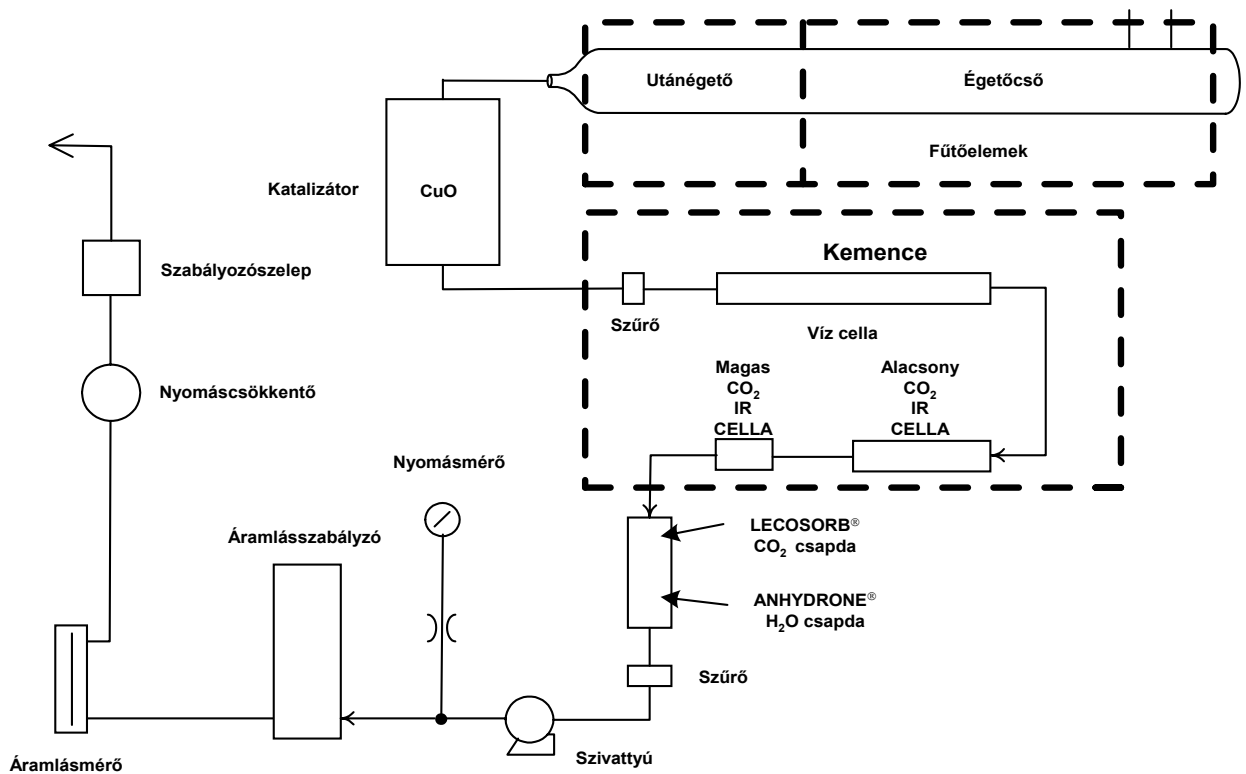 Utánégető
Égetőcső
Fűtőelemek
Katalizátor
CuO
Szabályozószelep
Kemence
Szűrő
Víz cella
Nyomáscsökkentő
Magas
CO₂
IR
CELLA
Alacsony
CO₂
IR
CELLA
Nyomásmérő
LECOSORB®
CO₂ csapda
Áramlásszabályzó
ANHYDRONE®
H₂O csapda
Szűrő
Szivattyú
Áramlásmérő